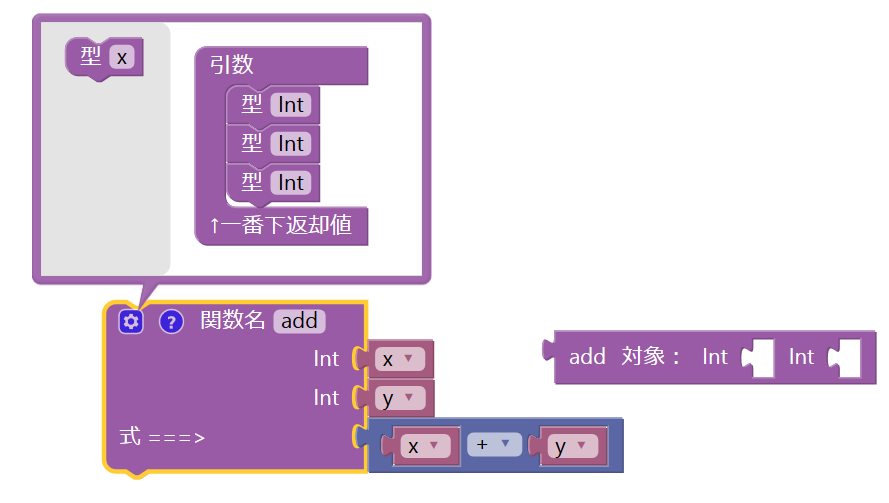 型 x
引数
型 Int
型 Int
型 Int
↑一番下返却値
? 関数名 add
Int x
Int y
式 ===> x + y
add 対象： Int Int